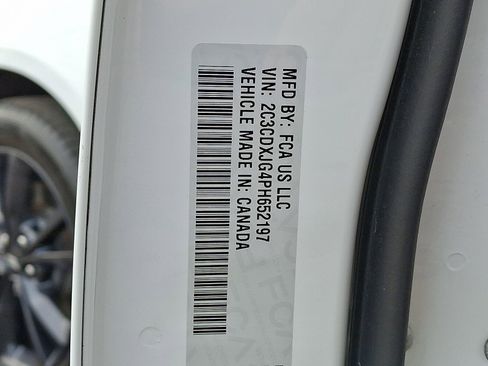 MFD BY: FCA US LLC
VIN: 2C3CDXJG4PH652197
VEHICLE MADE IN: CANADA